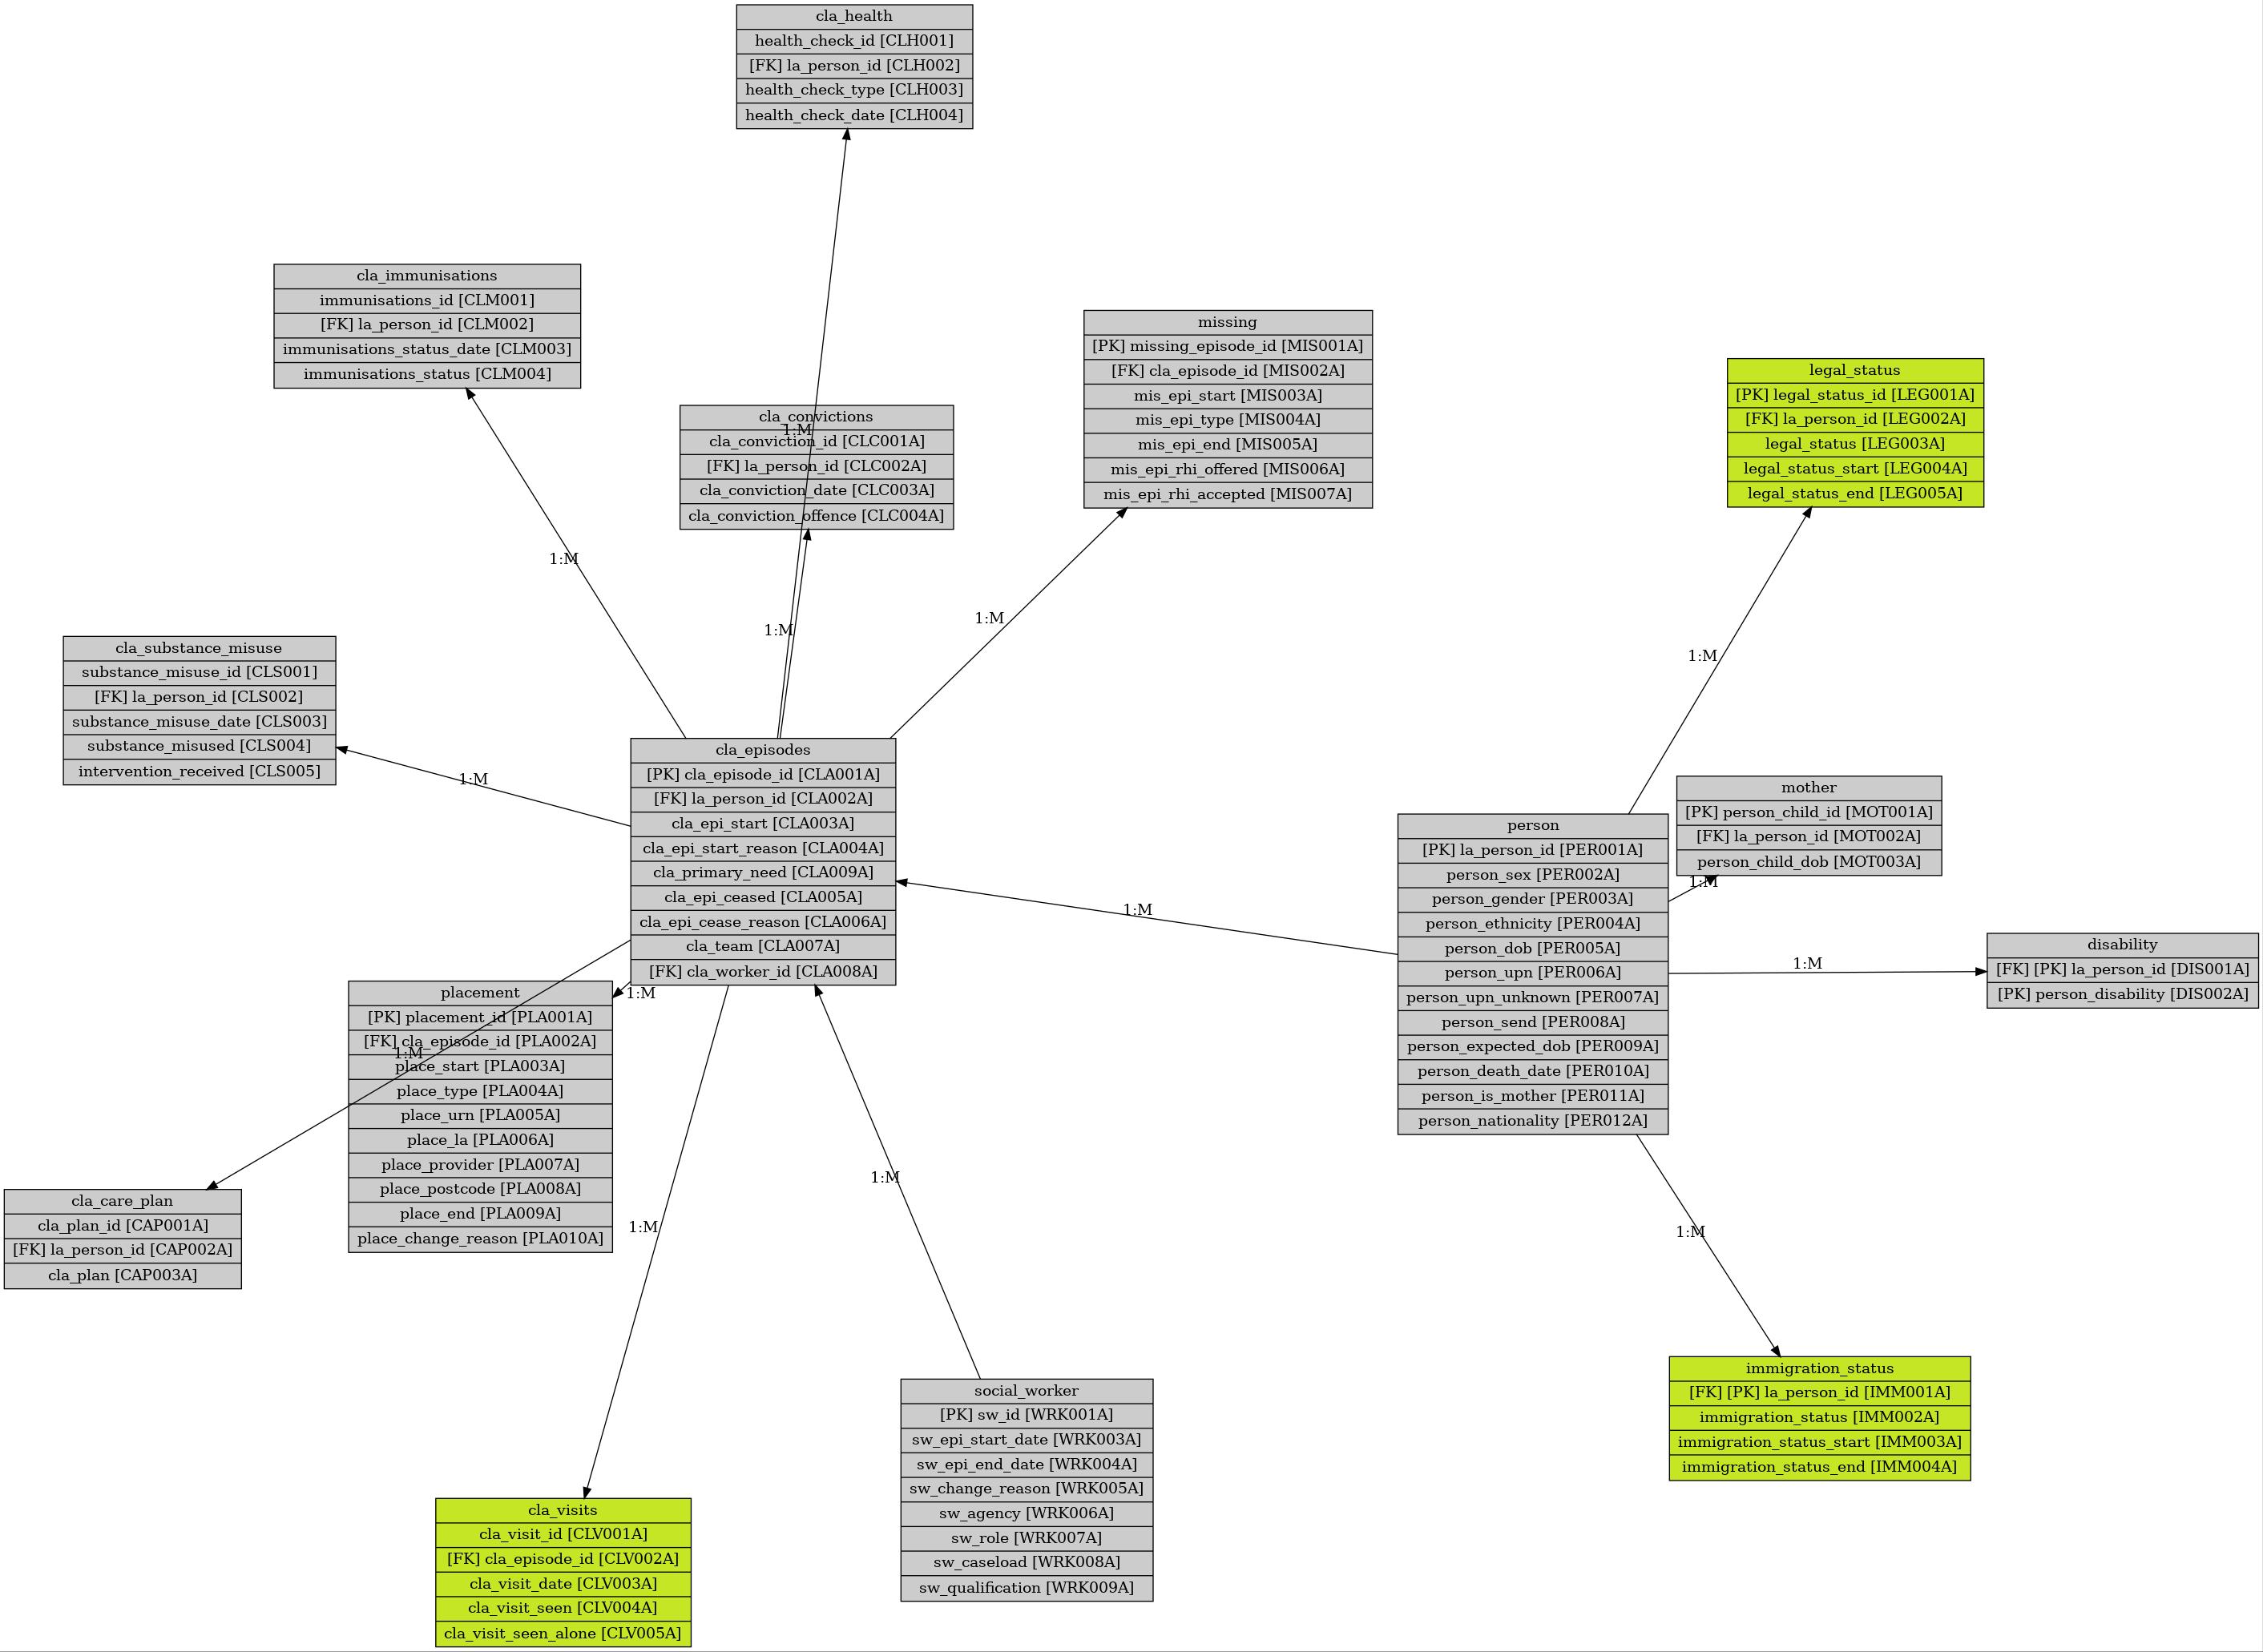 cla_health
health_check_id [CLH001]
[FK] la_person_id [CLH002]
health_check_type [CLH003]
health_check_date [CLH004]
cla_immunisations
immunisations_id [CLM001]
[FK] la_person_id [CLM002]
immunisations_status_date [CLM003]
immunisations_status [CLM004]
missing
[PK] missing_episode_id [MIS001A]
[FK] cla_episode_id [MIS002A]
mis_epi_start [MIS003A]
mis_epi_type [MIS004A]
mis_epi_end [MIS005A]
mis_epi_rhi_offered [MIS006A]
mis_epi_rhi_accepted [MIS007A]
legal_status
[PK] legal_status_id [LEG001A]
[FK] la_person_id [LEG002A]
legal_status [LEG003A]
legal_status_start [LEG004A]
legal_status_end [LEG005A]
cla_convictions
1:M
cla_conviction_id [CLC001A]
[FK] la_person_id [CLC002A]
cla_conviction_date [CLC003A]
cla_conviction_offence [CLC004A]
1:M
1:M
1:M
1:M
cla_substance_misuse
substance_misuse_id [CLS001]
[FK] la_person_id [CLS002]
substance_misuse_date [CLS003]
substance_misused [CLS004]
intervention_received [CLS005]
1:M
cla_episodes
[PK] cla_episode_id [CLA001A]
[FK] la_person_id [CLA002A]
cla_epi_start [CLA003A]
cla_epi_start_reason [CLA004A]
cla_primary_need [CLA009A]
cla_epi_ceased [CLA005A]
cla_epi_cease_reason [CLA006A]
cla_team [CLA007A]
[FK] cla_worker_id [CLA008A]
1:M
person
[PK] la_person_id [PER001A]
person_sex [PER002A]
person_gender [PER003A]
person_ethnicity [PER004A]
person_dob [PER005A]
person_upn [PER006A]
person_upn_unknown [PER007A]
person_send [PER008A]
person_expected_dob [PER009A]
person_death_date [PER010A]
person_is_mother [PER011A]
person_nationality [PER012A]
mother
[PK] person_child_id [MOT001A]
[FK] la_person_id [MOT002A]
person_child_dob [MOT003A]
1:M
1:M
disability
[FK] [PK] la_person_id [DIS001A]
[PK] person_disability [DIS002A]
placement
[PK] placement_id [PLA001A]
[FK] cla_episode_id [PLA002A]
place_start [PLA003A]
place_type [PLA004A]
place_urn [PLA005A]
place_la [PLA006A]
place_provider [PLA007A]
place_postcode [PLA008A]
place_end [PLA009A]
place_change_reason [PLA010A]
1:M
1:M
cla_care_plan
cla_plan_id [CAP001A]
[FK] la_person_id [CAP002A]
cla_plan [CAP003A]
1:M
1:M
1:M
social_worker
[PK] sw_id [WRK001A]
sw_epi_start_date [WRK003A]
sw_epi_end_date [WRK004A]
sw_change_reason [WRK005A]
sw_agency [WRK006A]
sw_role [WRK007A]
sw_caseload [WRK008A]
sw_qualification [WRK009A]
immigration_status
[FK] [PK] la_person_id [IMM001A]
immigration_status [IMM002A]
immigration_status_start [IMM003A]
immigration_status_end [IMM004A]
cla_visits
cla_visit_id [CLV001A]
[FK] cla_episode_id [CLV002A]
cla_visit_date [CLV003A]
cla_visit_seen [CLV004A]
cla_visit_seen_alone [CLV005A]